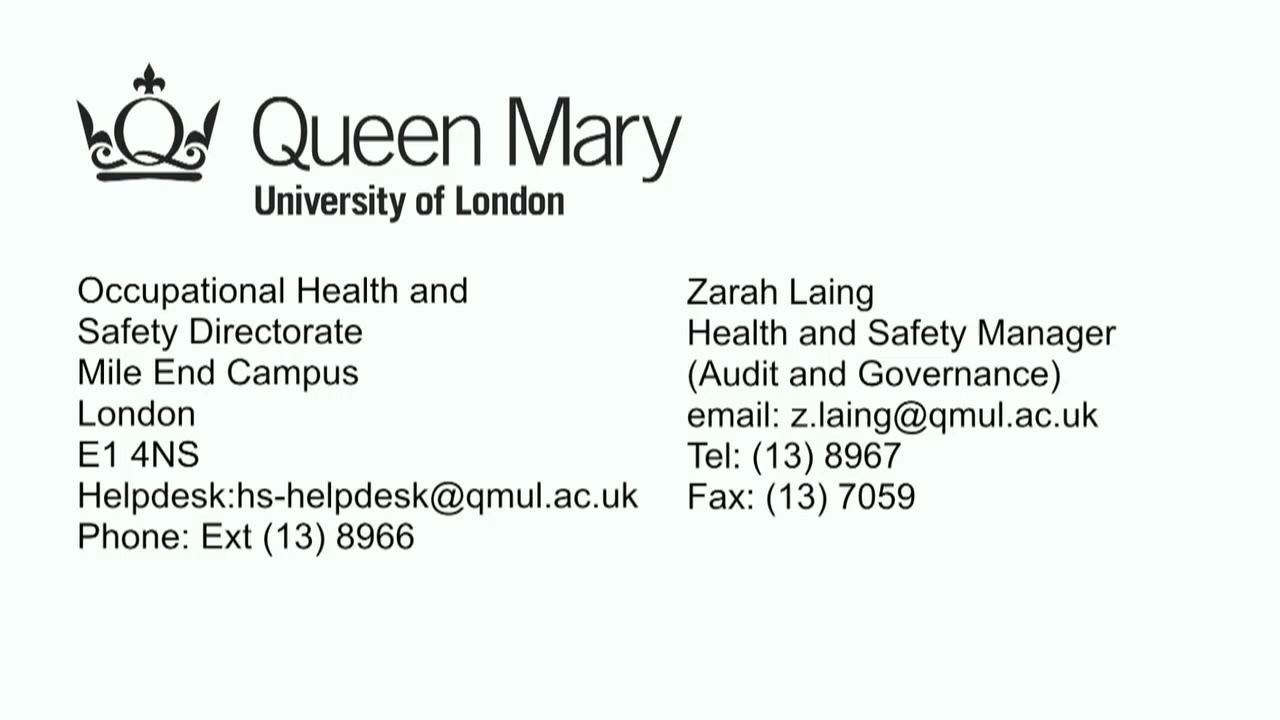 Queen Mary
University of London
Occupational Health and
Safety Directorate
Mile End Campus
London
E1 4NS
Helpdesk:hs-helpdesk@qmul.ac.uk
Phone: Ext (13) 8966
Zarah Laing
Health and Safety Manager
(Audit and Governance)
email: z.laing@qmul.ac.uk
Tel: (13) 8967
Fax: (13) 7059